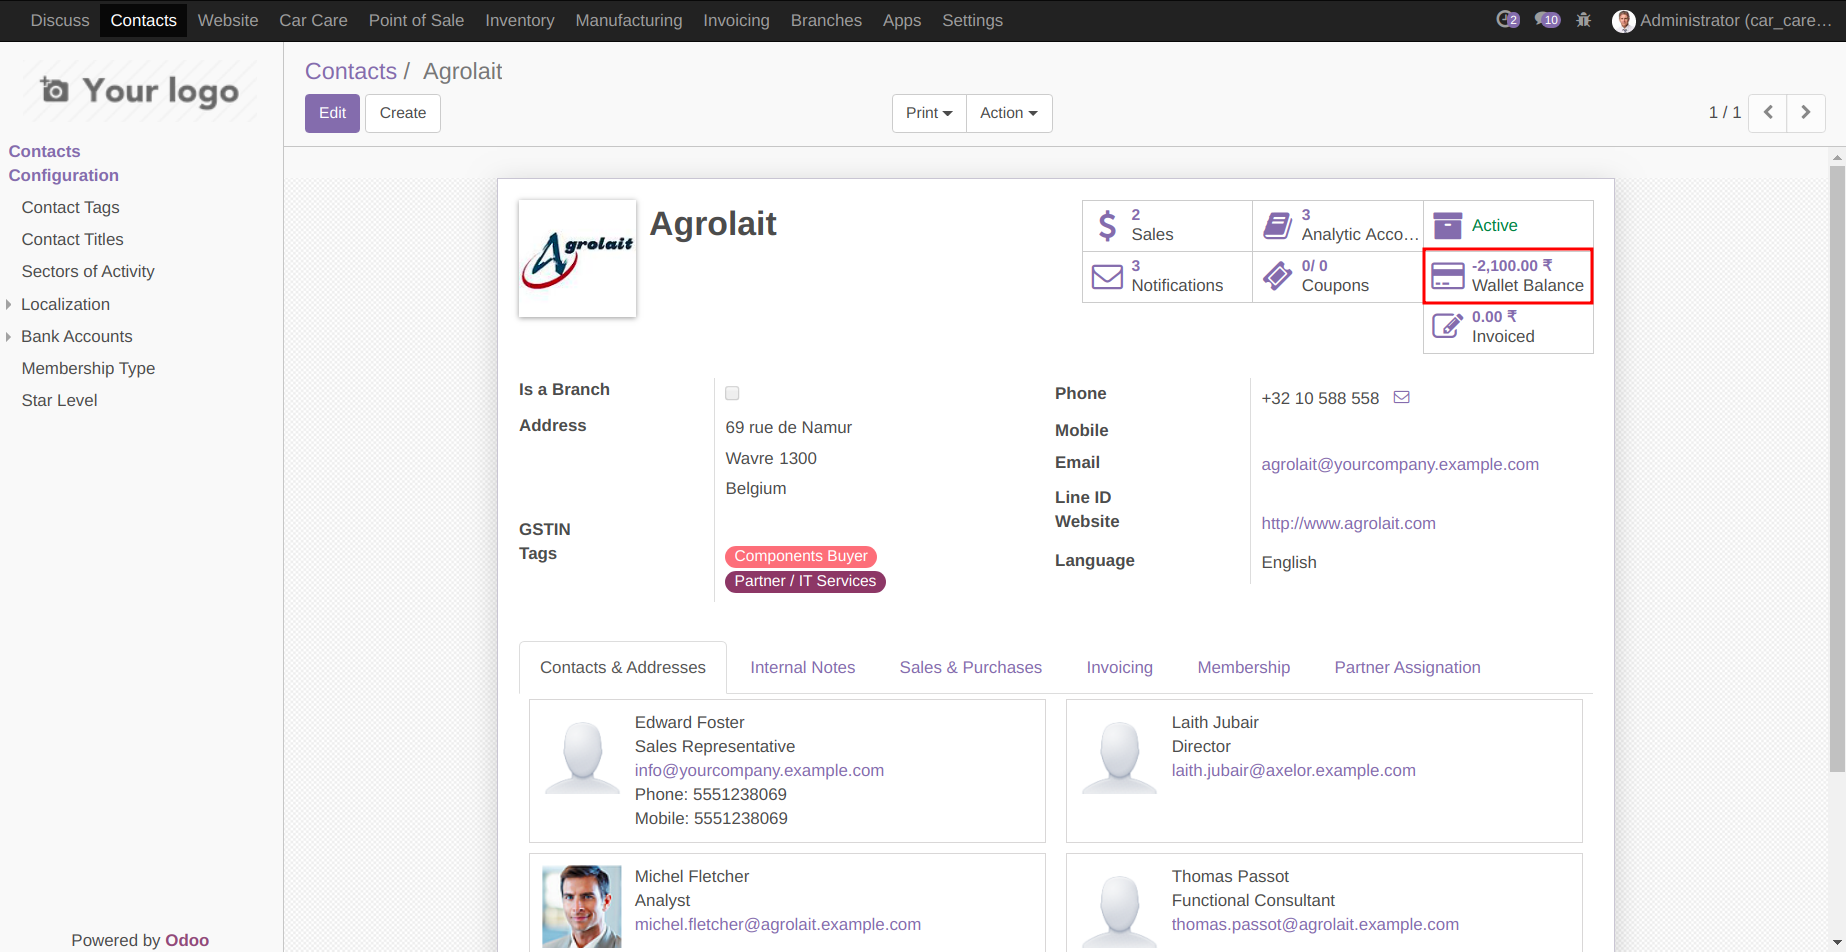 Discuss Contacts Website Car Care Point of Sale Inventory Manufacturing Invoicing Branches Apps Settings 2 10 Administrator (car_care…
Your logo
Contacts
Configuration
Contact Tags
Contact Titles
Sectors of Activity
Localization
Bank Accounts
Membership Type
Star Level
Powered by Odoo
Contacts / Agrolait
Edit Create Print Action 1 / 1
Agrolait
Agrolait
2
Sales
3
Analytic Acco…
Active
3
Notifications
0/ 0
Coupons
-2,100.00 ₹
Wallet Balance
0.00 ₹
Invoiced
Is a Branch
Address
69 rue de Namur
Wavre 1300
Belgium
GSTIN
Tags
Components Buyer
Partner / IT Services
Phone
+32 10 588 558
Mobile
Email
agrolait@yourcompany.example.com
Line ID
Website
http://www.agrolait.com
Language
English
Contacts & Addresses Internal Notes Sales & Purchases Invoicing Membership Partner Assignation
Edward Foster
Sales Representative
info@yourcompany.example.com
Phone: 5551238069
Mobile: 5551238069
Laith Jubair
Director
laith.jubair@axelor.example.com
Michel Fletcher
Analyst
michel.fletcher@agrolait.example.com
Thomas Passot
Functional Consultant
thomas.passot@agrolait.example.com